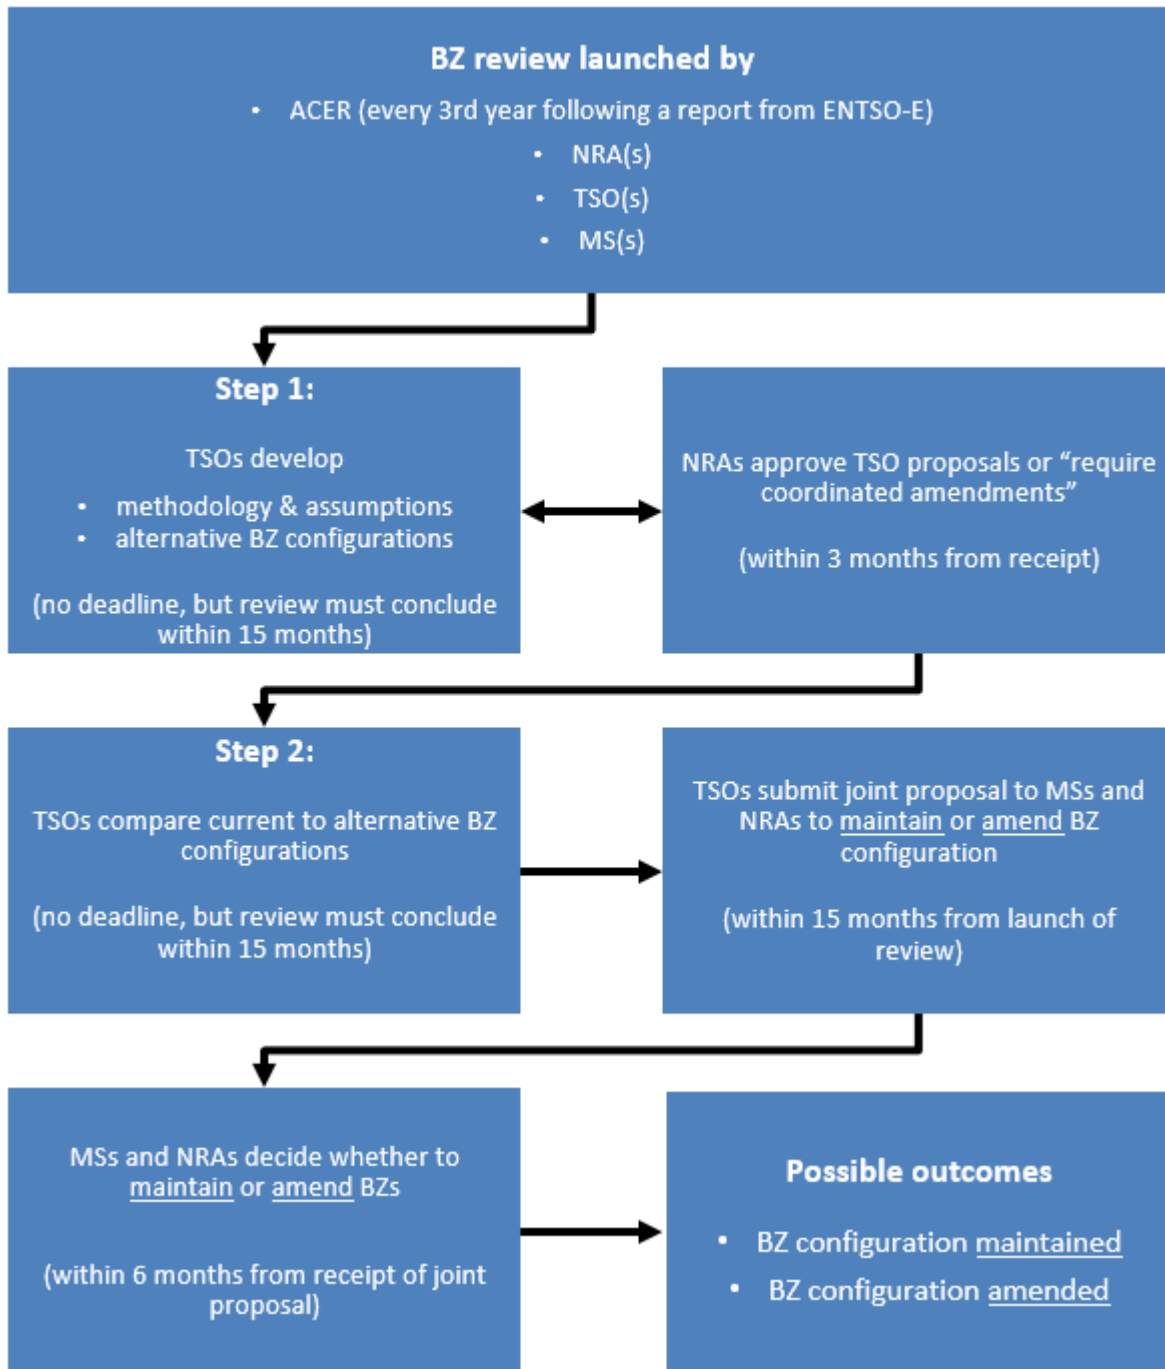 BZ review launched by
• ACER (every 3rd year following a report from ENTSO-E)
• NRA(s)
• TSO(s)
• MS(s)
Step 1:
TSOs develop
• methodology & assumptions
• alternative BZ configurations
(no deadline, but review must conclude
within 15 months)
NRAs approve TSO proposals or “require
coordinated amendments”
(within 3 months from receipt)
Step 2:
TSOs compare current to alternative BZ
configurations
(no deadline, but review must conclude
within 15 months)
TSOs submit joint proposal to MSs and
NRAs to maintain or amend BZ
configuration
(within 15 months from launch of
review)
MSs and NRAs decide whether to
maintain or amend BZs
(within 6 months from receipt of joint
proposal)
Possible outcomes
• BZ configuration maintained
• BZ configuration amended